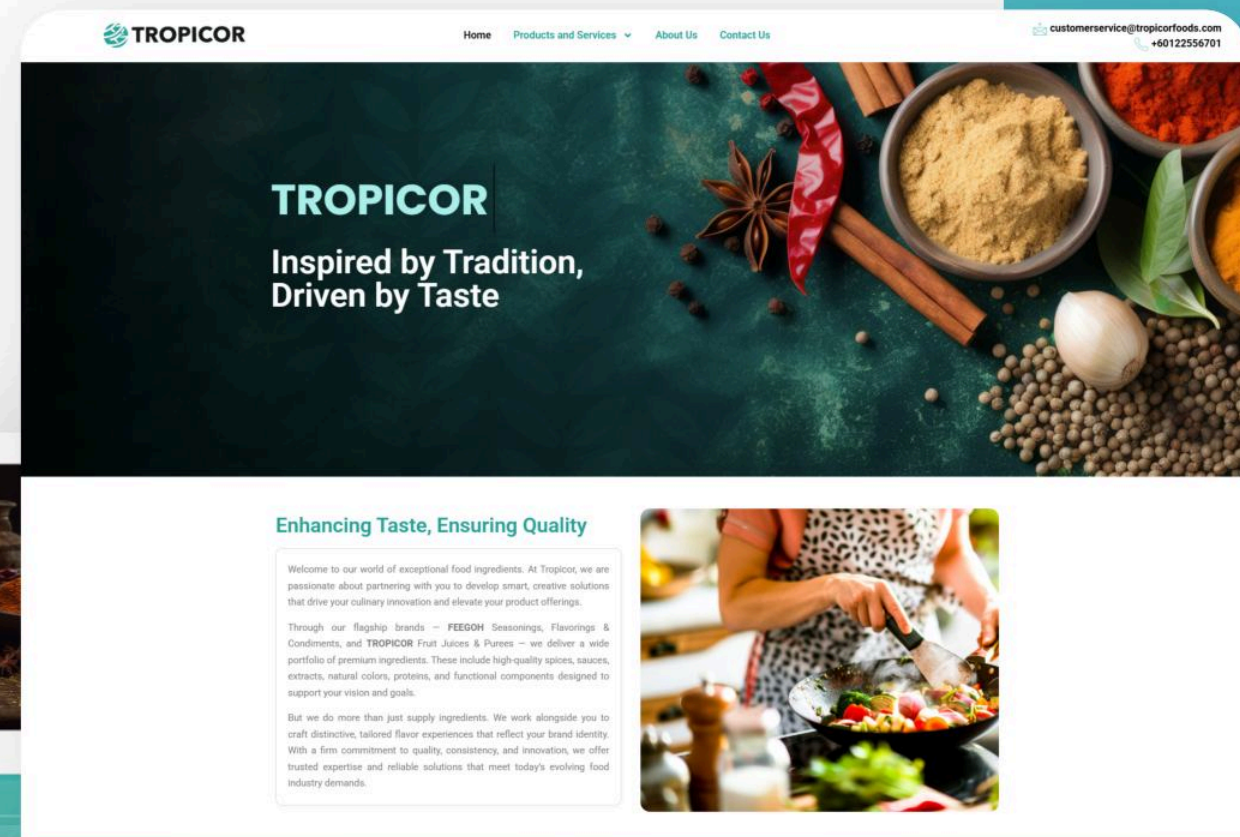 TROPICOR
Home Products and Services About Us Contact Us
customerservice@tropicorfoods.com
+60122556701
TROPICOR
Inspired by Tradition,
Driven by Taste
Enhancing Taste, Ensuring Quality
Welcome to our world of exceptional food ingredients. At Tropicor, we are
passionate about partnering with you to develop smart, creative solutions
that drive your culinary innovation and elevate your product offerings.
Through our flagship brands — FEEGOH Seasonings, Flavorings &
Condiments, and TROPICOR Fruit Juices & Purees — we deliver a wide
portfolio of premium ingredients. These include high-quality spices, sauces,
extracts, natural colors, proteins, and functional components designed to
support your vision and goals.
But we do more than just supply ingredients. We work alongside you to
craft distinctive, tailored flavor experiences that reflect your brand identity.
With a firm commitment to quality, consistency, and innovation, we offer
trusted expertise and reliable solutions that meet today's evolving food
industry demands.